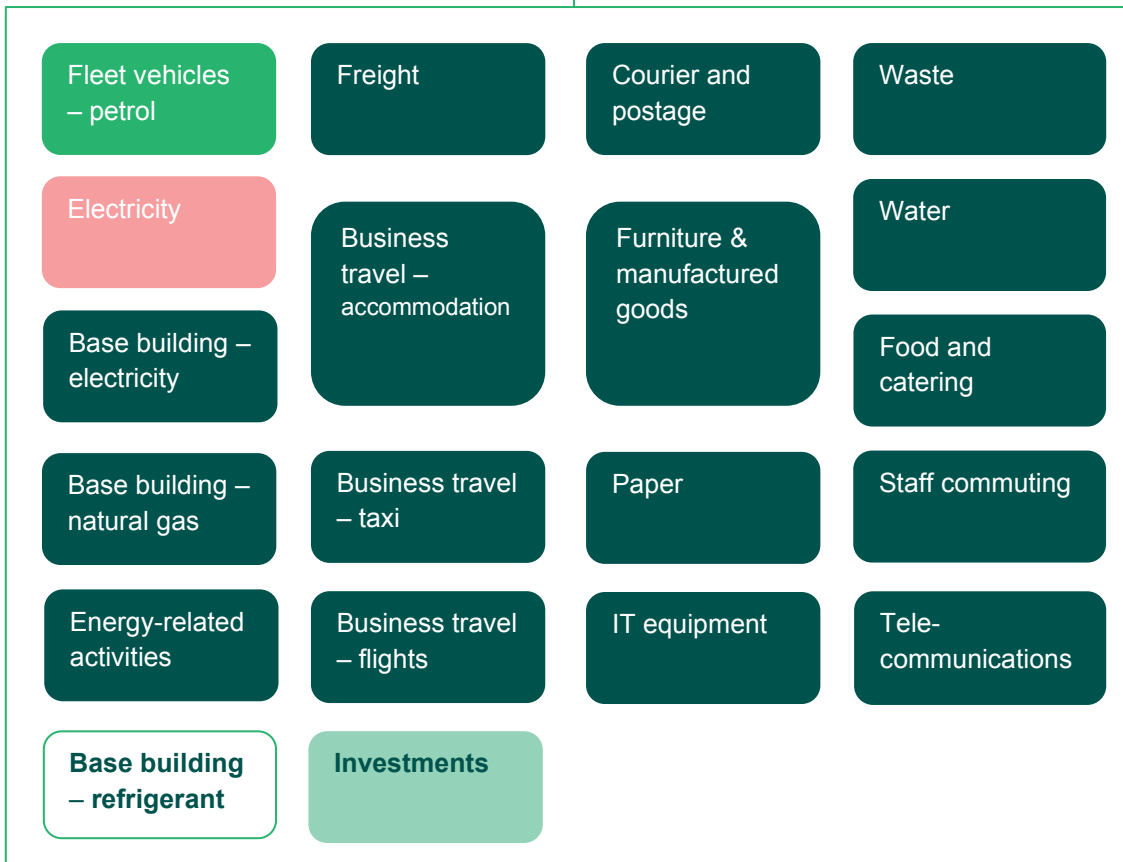 Fleet vehicles
– petrol
Freight
Courier and
postage
Waste
Electricity
Business
travel –
accommodation
Furniture &
manufactured
goods
Water
Base building –
electricity
Food and
catering
Base building –
natural gas
Business travel
– taxi
Paper
Staff commuting
Energy-related
activities
Business travel
– flights
IT equipment
Tele-
communications
Base building
– refrigerant
Investments